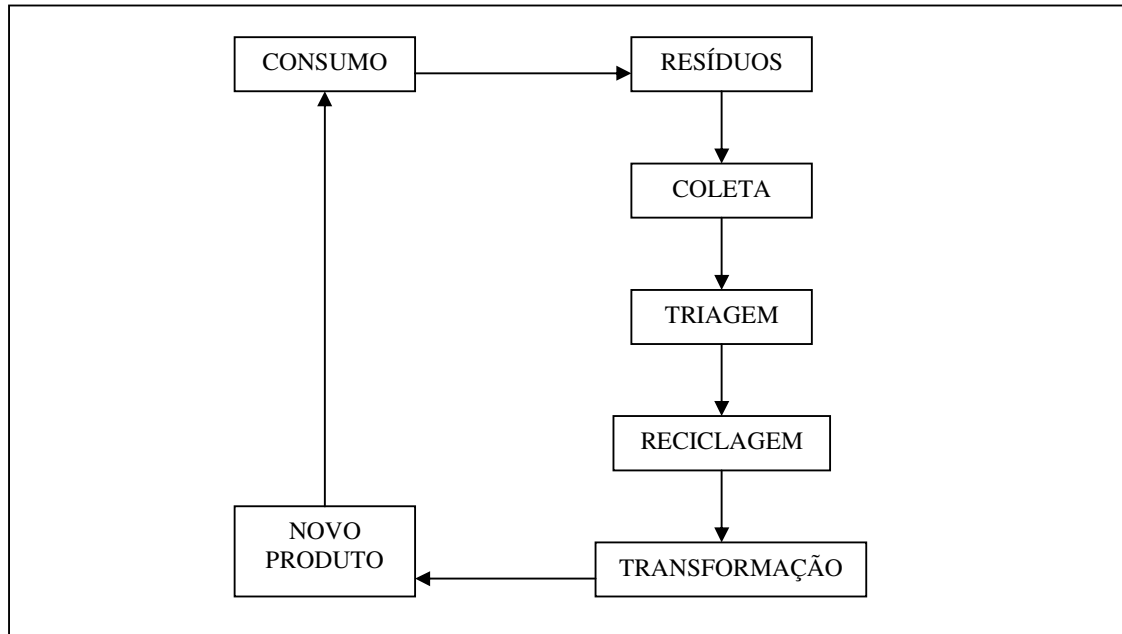 CONSUMO
RESÍDUOS
COLETA
TRIAGEM
RECICLAGEM
TRANSFORMAÇÃO
NOVO
PRODUTO